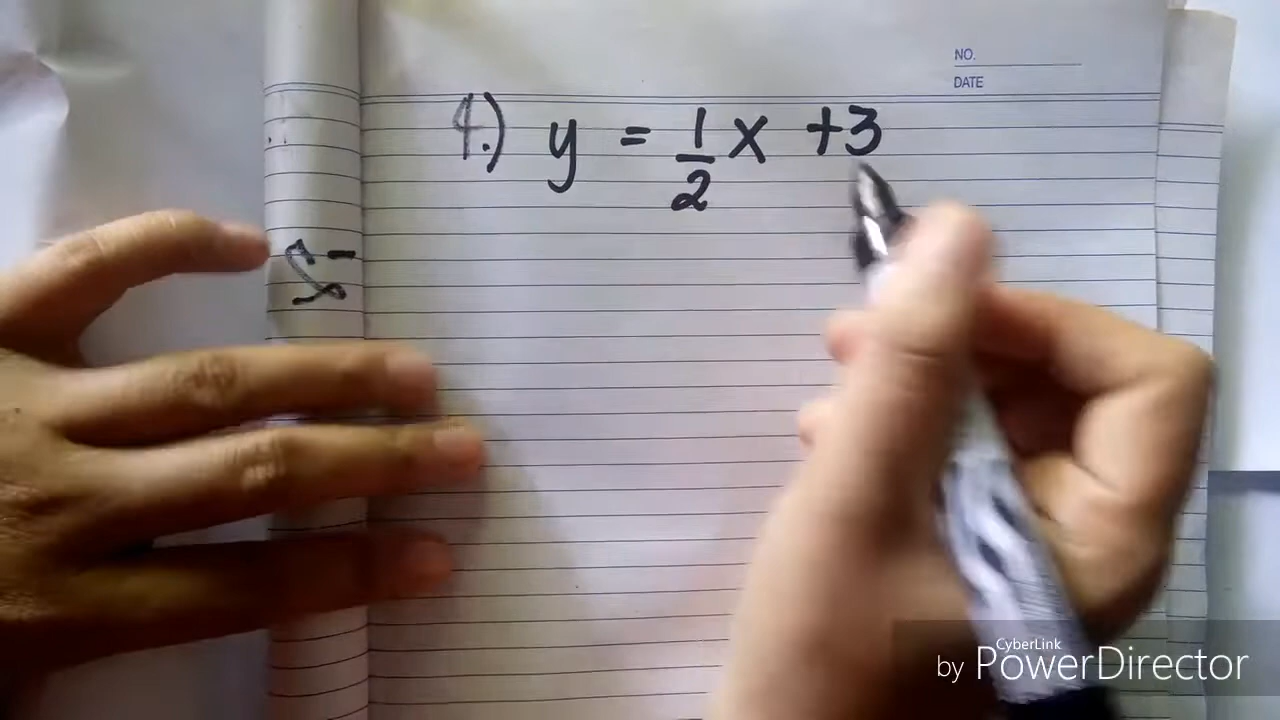 NO.
DATE
4.) y = 1/2 x +3
CyberLink
by PowerDirector